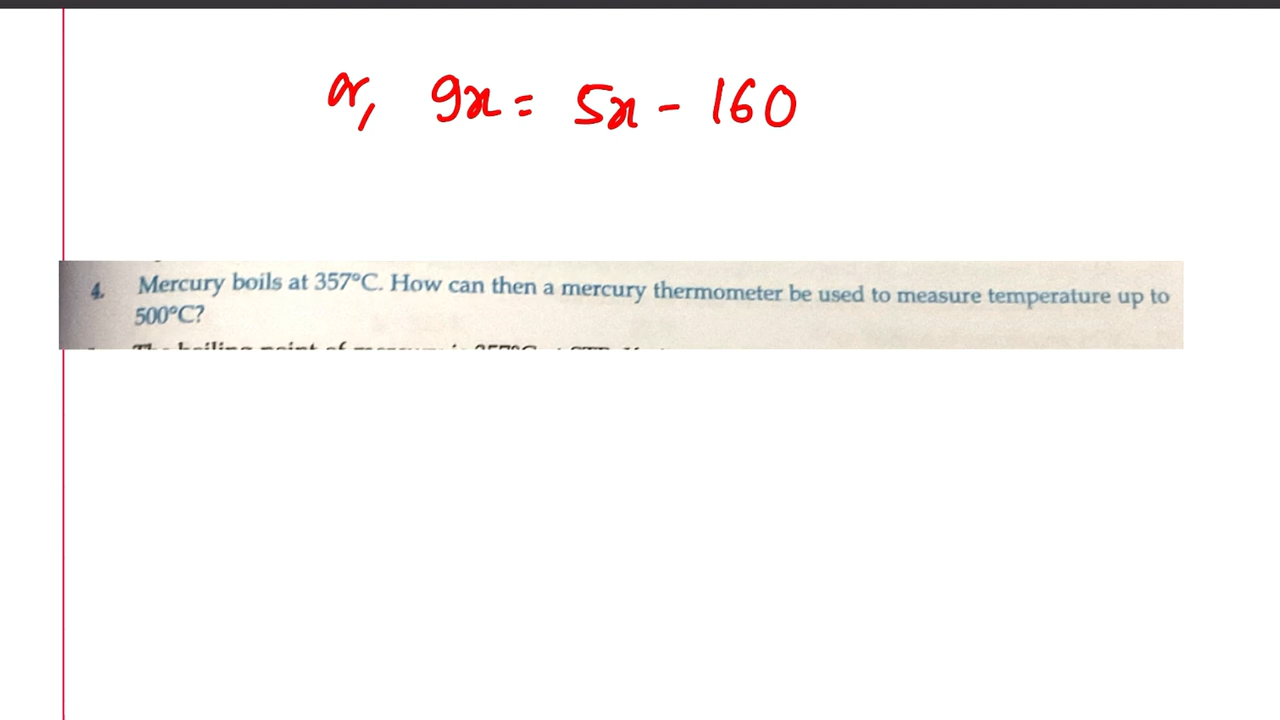 or, 9x = 5x - 160
4. Mercury boils at 357°C. How can then a mercury thermometer be used to measure temperature up to
500°C?